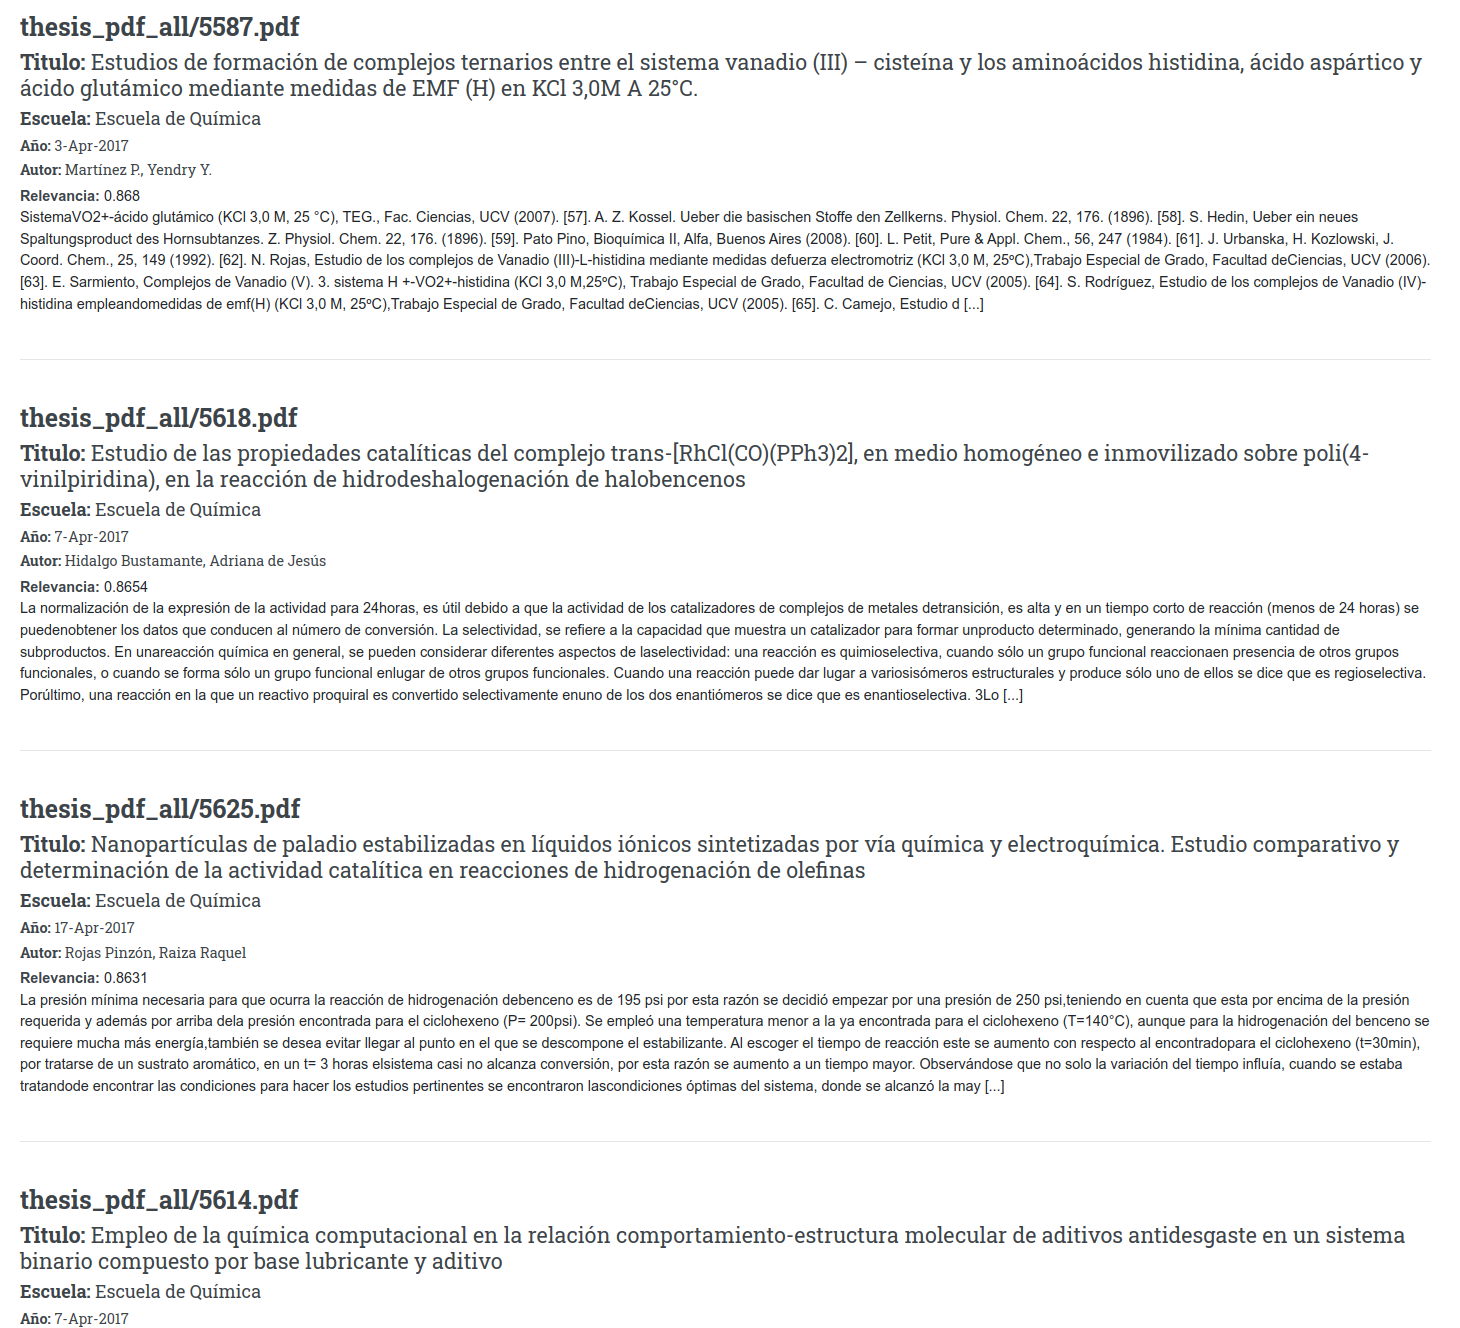 thesis_pdf_all/5587.pdf
Titulo: Estudios de formación de complejos ternarios entre el sistema vanadio (III) – cisteína y los aminoácidos histidina, ácido aspártico y
ácido glutámico mediante medidas de EMF (H) en KCl 3,0M A 25°C.
Escuela: Escuela de Química
Año: 3-Apr-2017
Autor: Martínez P., Yendry Y.
Relevancia: 0.868
SistemaVO2+-ácido glutámico (KCl 3,0 M, 25 °C), TEG., Fac. Ciencias, UCV (2007). [57]. A. Z. Kossel. Ueber die basischen Stoffe den Zellkerns. Physiol. Chem. 22, 176. (1896). [58]. S. Hedin, Ueber ein neues
Spaltungsproduct des Hornsubtanzes. Z. Physiol. Chem. 22, 176. (1896). [59]. Pato Pino, Bioquímica II, Alfa, Buenos Aires (2008). [60]. L. Petit, Pure & Appl. Chem., 56, 247 (1984). [61]. J. Urbanska, H. Kozlowski, J.
Coord. Chem., 25, 149 (1992). [62]. N. Rojas, Estudio de los complejos de Vanadio (III)-L-histidina mediante medidas defuerza electromotriz (KCl 3,0 M, 25ºC),Trabajo Especial de Grado, Facultad deCiencias, UCV (2006).
[63]. E. Sarmiento, Complejos de Vanadio (V). 3. sistema H +-VO2+-histidina (KCl 3,0 M,25ºC), Trabajo Especial de Grado, Facultad de Ciencias, UCV (2005). [64]. S. Rodríguez, Estudio de los complejos de Vanadio (IV)-
histidina empleandomedidas de emf(H) (KCl 3,0 M, 25ºC),Trabajo Especial de Grado, Facultad deCiencias, UCV (2005). [65]. C. Camejo, Estudio d [...]
thesis_pdf_all/5618.pdf
Titulo: Estudio de las propiedades catalíticas del complejo trans-[RhCl(CO)(PPh3)2], en medio homogéneo e inmovilizado sobre poli(4-
vinilpiridina), en la reacción de hidrodeshalogenación de halobencenos
Escuela: Escuela de Química
Año: 7-Apr-2017
Autor: Hidalgo Bustamante, Adriana de Jesús
Relevancia: 0.8654
La normalización de la expresión de la actividad para 24horas, es útil debido a que la actividad de los catalizadores de complejos de metales detransición, es alta y en un tiempo corto de reacción (menos de 24 horas) se
puedenobtener los datos que conducen al número de conversión. La selectividad, se refiere a la capacidad que muestra un catalizador para formar unproducto determinado, generando la mínima cantidad de
subproductos. En unareacción química en general, se pueden considerar diferentes aspectos de laselectividad: una reacción es quimioselectiva, cuando sólo un grupo funcional reaccionaen presencia de otros grupos
funcionales, o cuando se forma sólo un grupo funcional enlugar de otros grupos funcionales. Cuando una reacción puede dar lugar a variosisómeros estructurales y produce sólo uno de ellos se dice que es regioselectiva.
Porúltimo, una reacción en la que un reactivo proquiral es convertido selectivamente enuno de los dos enantiómeros se dice que es enantioselectiva. 3Lo [...]
thesis_pdf_all/5625.pdf
Titulo: Nanopartículas de paladio estabilizadas en líquidos iónicos sintetizadas por vía química y electroquímica. Estudio comparativo y
determinación de la actividad catalítica en reacciones de hidrogenación de olefinas
Escuela: Escuela de Química
Año: 17-Apr-2017
Autor: Rojas Pinzón, Raiza Raquel
Relevancia: 0.8631
La presión mínima necesaria para que ocurra la reacción de hidrogenación debenceno es de 195 psi por esta razón se decidió empezar por una presión de 250 psi,teniendo en cuenta que esta por encima de la presión
requerida y además por arriba dela presión encontrada para el ciclohexeno (P= 200psi). Se empleó una temperatura menor a la ya encontrada para el ciclohexeno (T=140°C), aunque para la hidrogenación del benceno se
requiere mucha más energía,también se desea evitar llegar al punto en el que se descompone el estabilizante. Al escoger el tiempo de reacción este se aumento con respecto al encontradopara el ciclohexeno (t=30min),
por tratarse de un sustrato aromático, en un t= 3 horas elsistema casi no alcanza conversión, por esta razón se aumento a un tiempo mayor. Observándose que no solo la variación del tiempo influía, cuando se estaba
tratandode encontrar las condiciones para hacer los estudios pertinentes se encontraron lascondiciones óptimas del sistema, donde se alcanzó la may [...]
thesis_pdf_all/5614.pdf
Titulo: Empleo de la química computacional en la relación comportamiento-estructura molecular de aditivos antidesgaste en un sistema
binario compuesto por base lubricante y aditivo
Escuela: Escuela de Química
Año: 7-Apr-2017